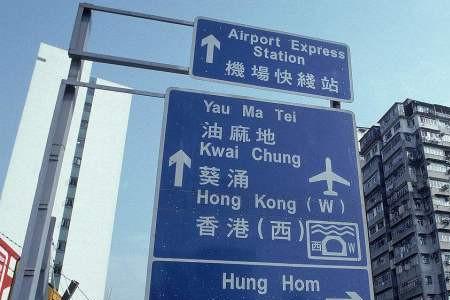 Airport Express
Station
機場快綫站
Yau Ma Tei
油麻地
Kwai Chung
葵涌
Hong Kong (W)
香港(西)
西 W
Hung Hom